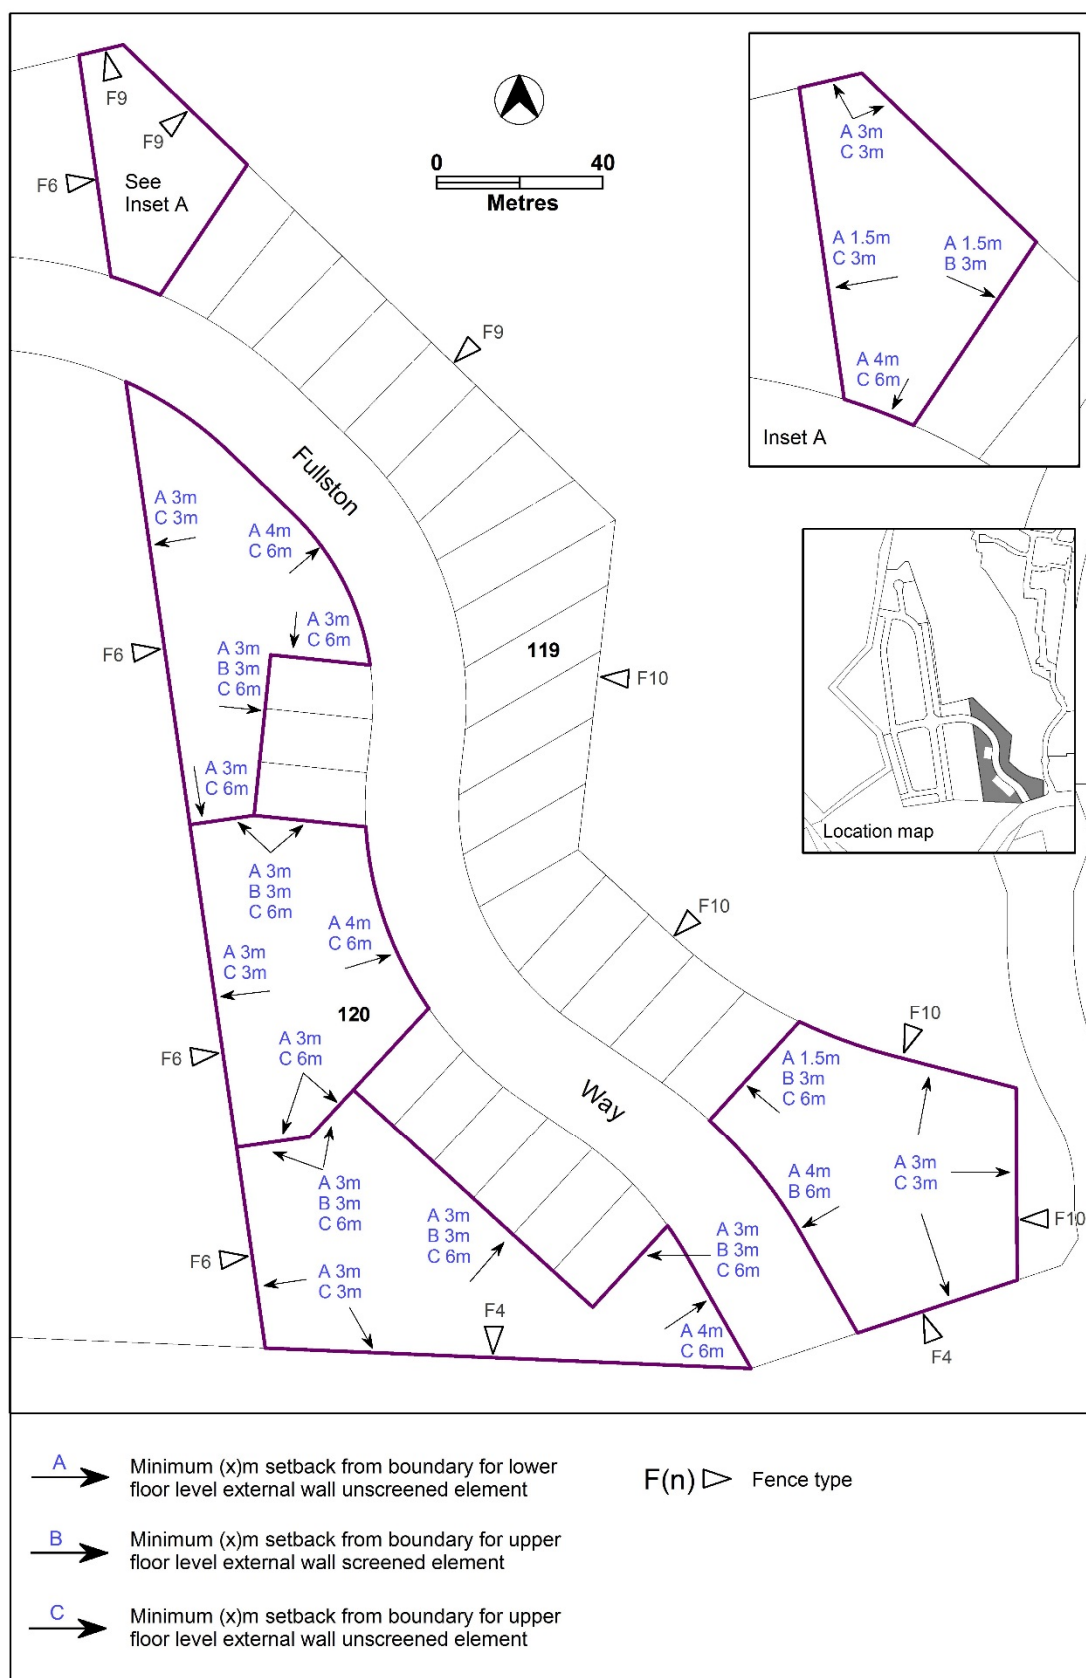 F9
F9
F6
See
Inset A
0 40
Metres
A 3m
C 3m
A 1.5m
C 3m
A 1.5m
B 3m
A 4m
C 6m
Inset A
F9
Fullston
A 3m
C 3m
A 4m
C 6m
A 3m
C 6m
F6
A 3m
B 3m
C 6m
119
F10
A 3m
C 6m
Location map
A 3m
B 3m
C 6m
A 4m
C 6m
F10
A 3m
C 3m
120
F10
F6
A 3m
C 6m
A 1.5m
B 3m
C 6m
Way
A 3m
B 3m
C 6m
A 4m
B 6m
A 3m
C 3m
A 3m
B 3m
C 6m
A 3m
B 3m
C 6m
F10
F6
A 3m
C 3m
F4
A 4m
C 6m
F4
A
Minimum (x)m setback from boundary for lower
floor level external wall unscreened element
F(n) Fence type
B
Minimum (x)m setback from boundary for upper
floor level external wall screened element
C
Minimum (x)m setback from boundary for upper
floor level external wall unscreened element